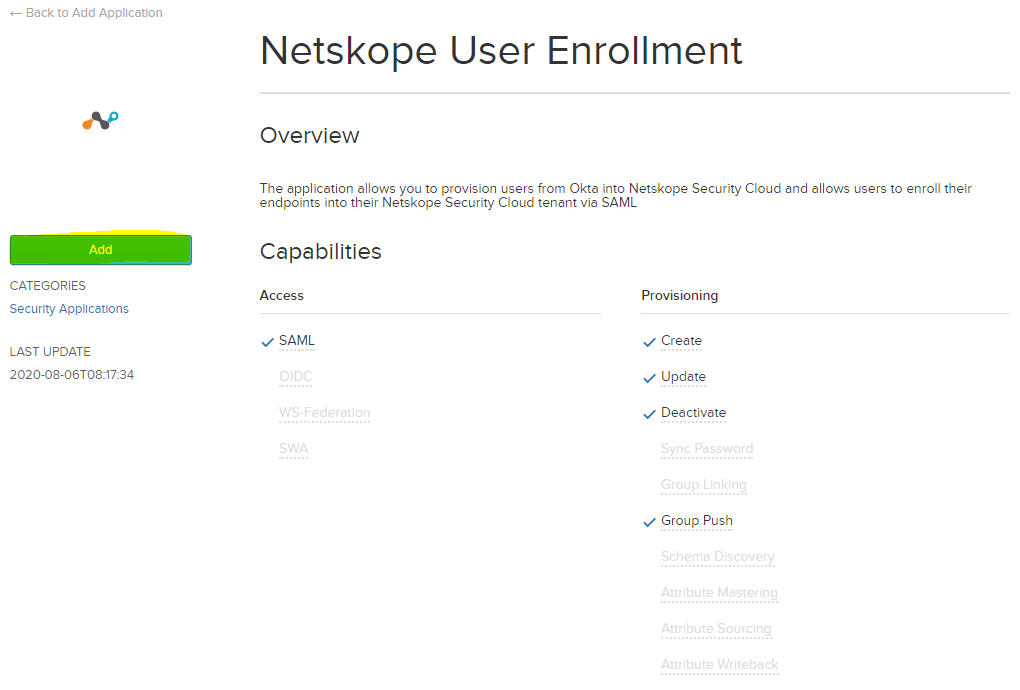 ← Back to Add Application
Netskope User Enrollment
Add
CATEGORIES
Security Applications
LAST UPDATE
2020-08-06T08:17:34
Overview
The application allows you to provision users from Okta into Netskope Security Cloud and allows users to enroll their
endpoints into their Netskope Security Cloud tenant via SAML
Capabilities
Access
SAML
OIDC
WS-Federation
SWA
Provisioning
Create
Update
Deactivate
Sync Password
Group Linking
Group Push
Schema Discovery
Attribute Mastering
Attribute Sourcing
Attribute Writeback